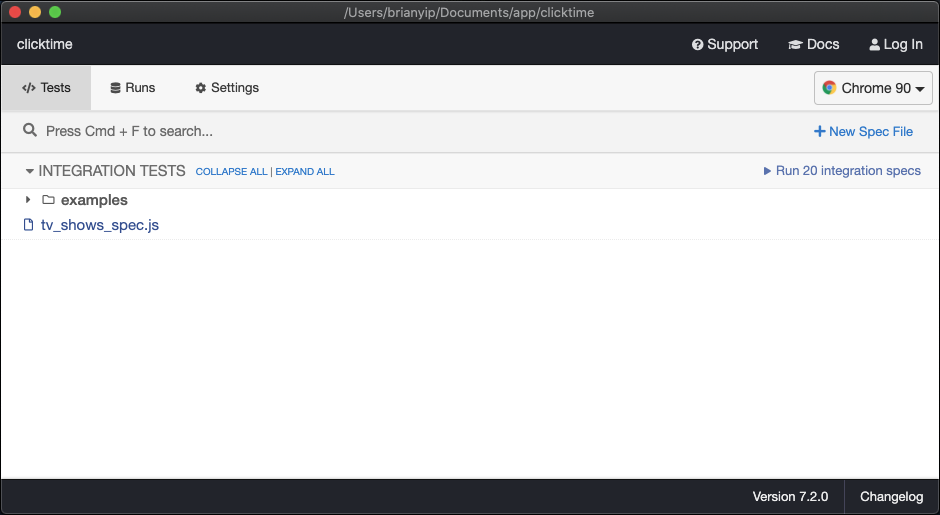 /Users/brianyip/Documents/app/clicktime
clicktime Support Docs Log In
Tests Runs Settings Chrome 90
Press Cmd + F to search... New Spec File
INTEGRATION TESTS COLLAPSE ALL | EXPAND ALL Run 20 integration specs
examples
tv_shows_spec.js
Version 7.2.0 Changelog